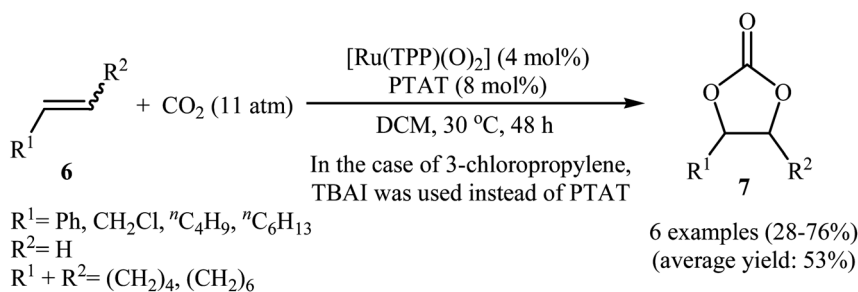 R²
R¹
6
+ CO₂ (11 atm)
[Ru(TPP)(O)₂] (4 mol%)
PTAT (8 mol%)
DCM, 30 ºC, 48 h
In the case of 3-chloropropylene,
TBAI was used instead of PTAT
O
O
O
R¹
R²
7
R¹= Ph, CH₂Cl, ⁿC₄H₉, ⁿC₆H₁₃
R²= H
R¹ + R²= (CH₂)₄, (CH₂)₆
6 examples (28-76%)
(average yield: 53%)